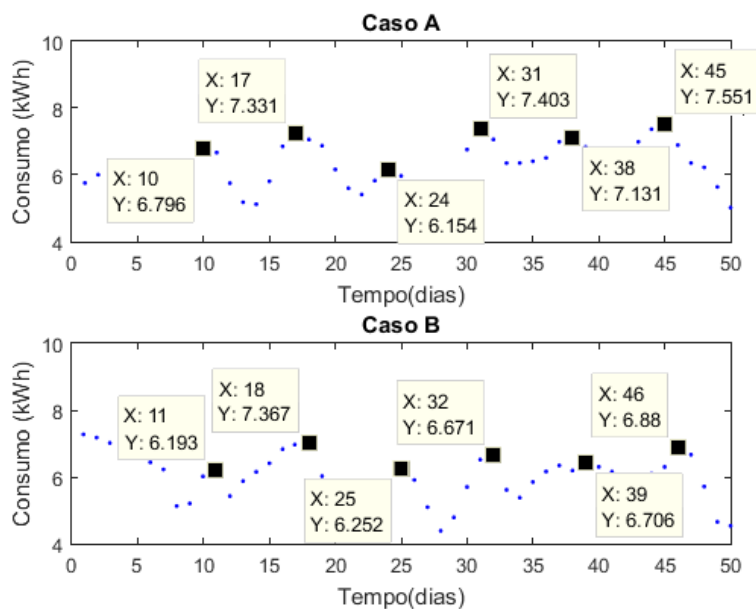 Caso A
Consumo (kWh)
10
8
6
4
X: 10
Y: 6.796
X: 17
Y: 7.331
X: 24
Y: 6.154
X: 31
Y: 7.403
X: 38
Y: 7.131
X: 45
Y: 7.551
0 5 10 15 20 25 30 35 40 45 50
Tempo(dias)
Caso B
Consumo (kWh)
10
8
6
4
X: 11
Y: 6.193
X: 18
Y: 7.367
X: 25
Y: 6.252
X: 32
Y: 6.671
X: 39
Y: 6.706
X: 46
Y: 6.88
0 5 10 15 20 25 30 35 40 45 50
Tempo(dias)